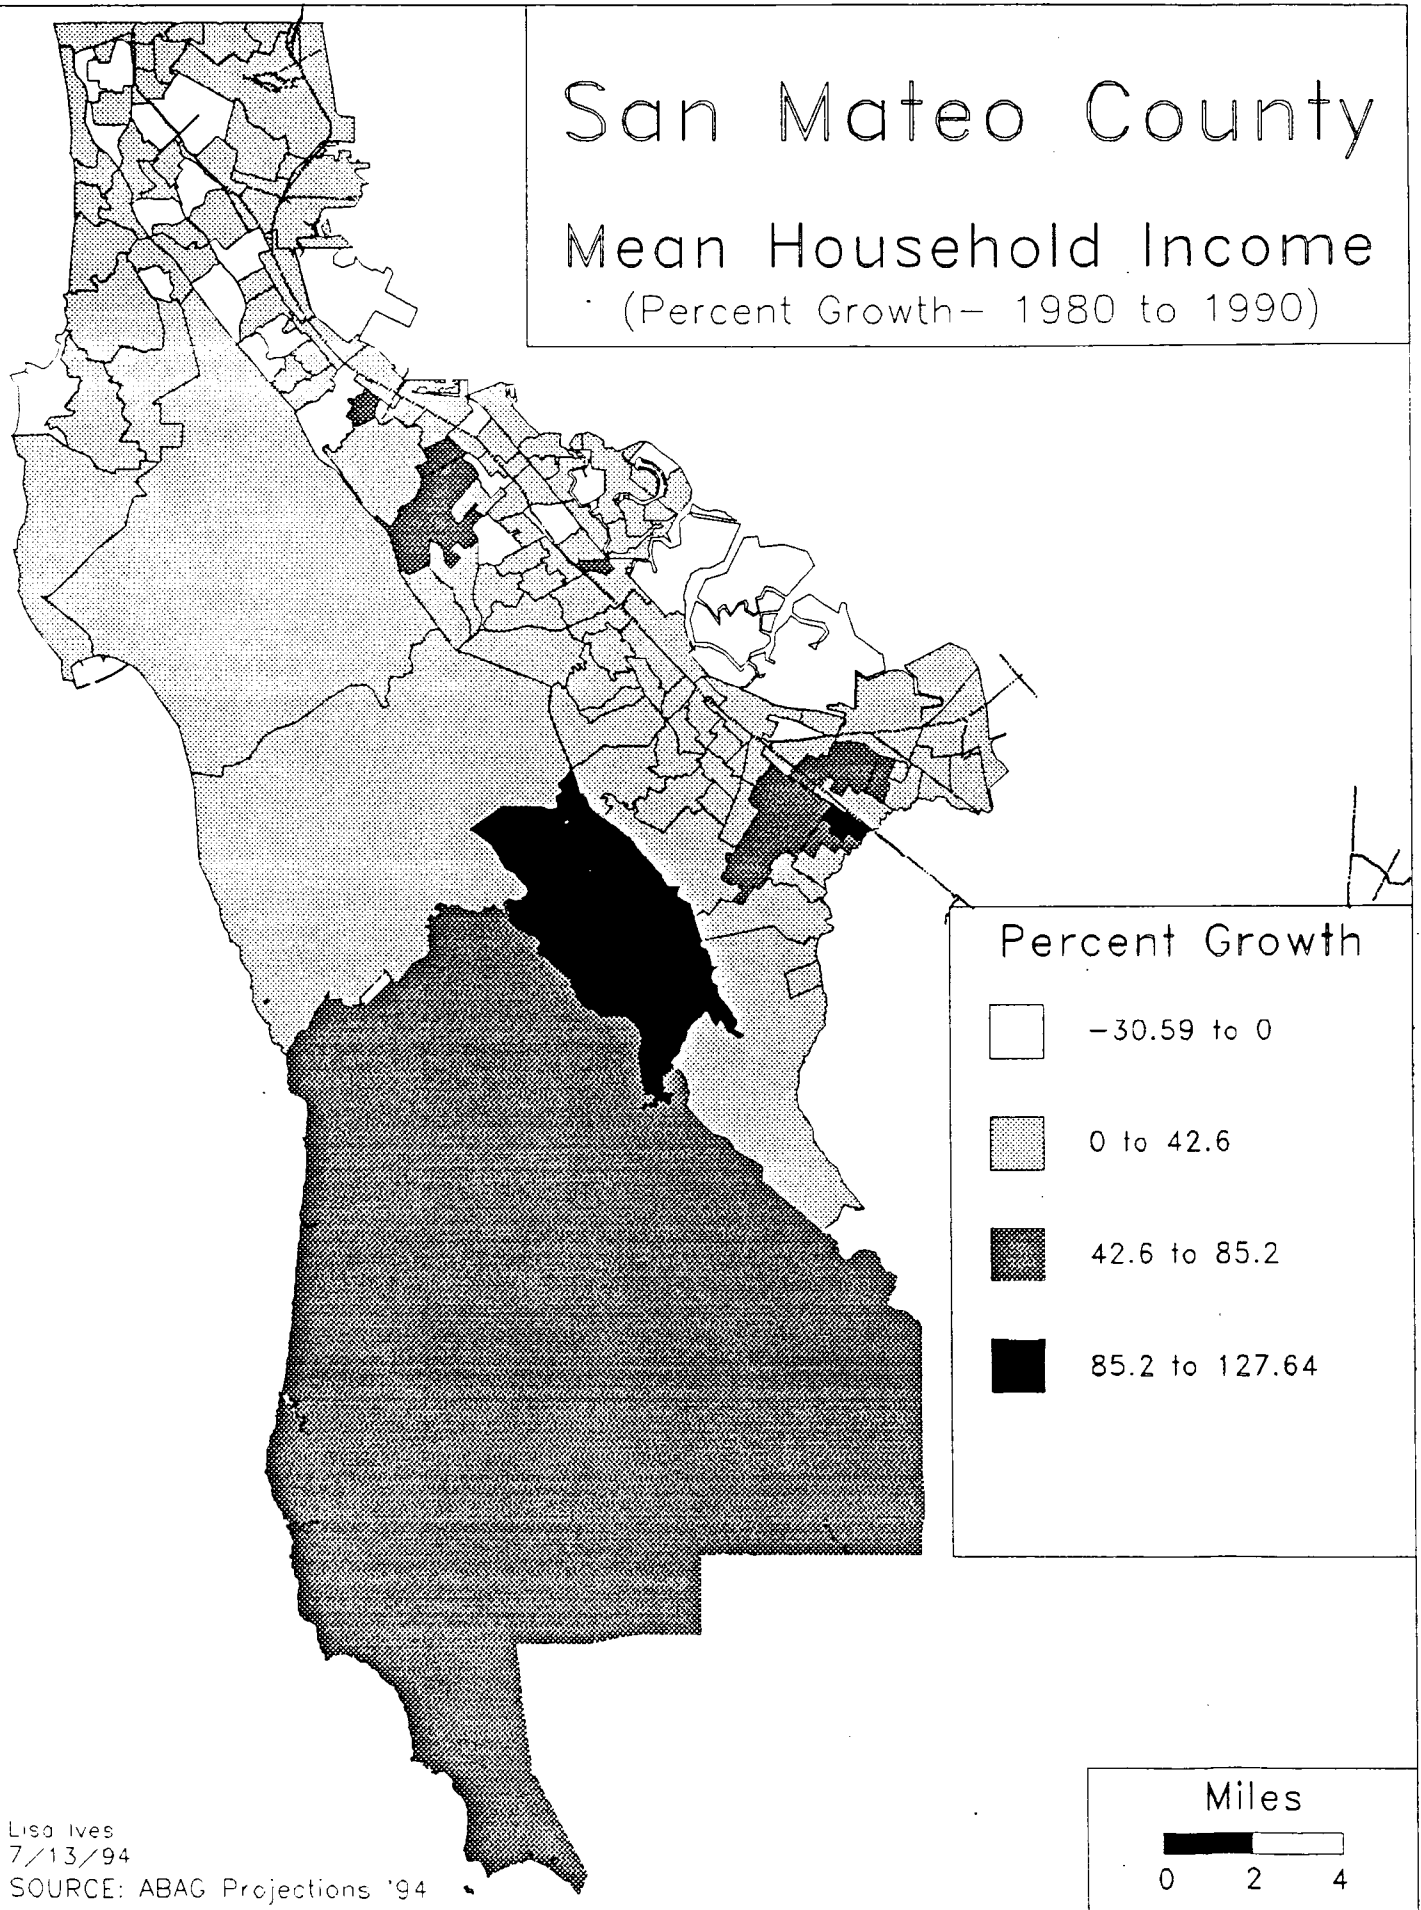 San Mateo County
Mean Household Income
(Percent Growth- 1980 to 1990)
Percent Growth
-30.59 to 0
0 to 42.6
42.6 to 85.2
85.2 to 127.64
Miles
0 2 4
Lisa Ives
7/13/94
SOURCE: ABAG Projections '94